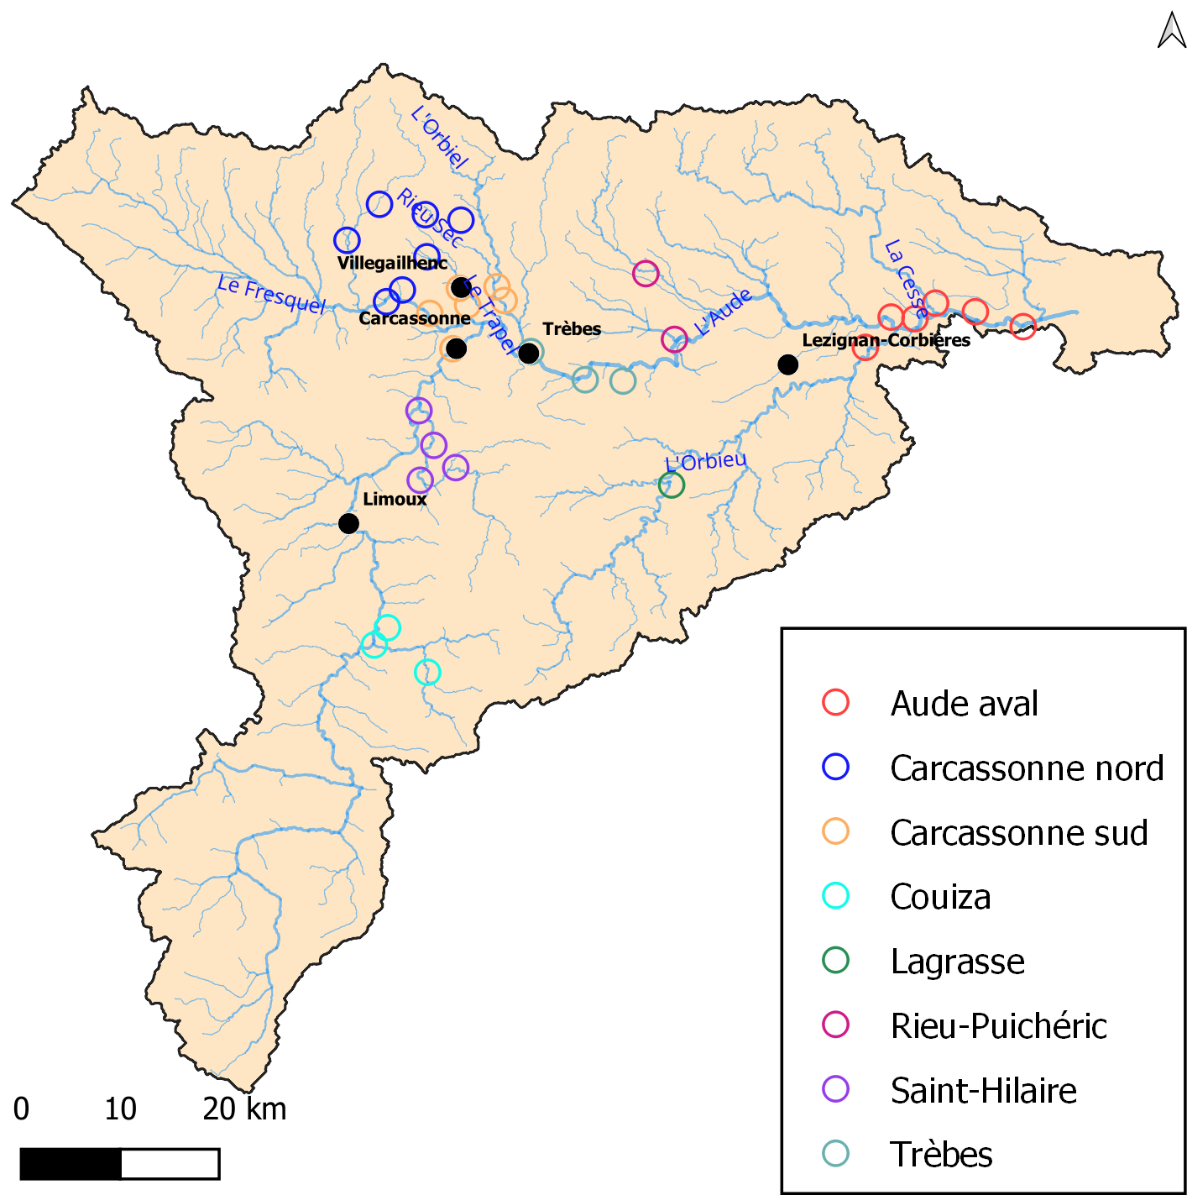 L'Orbiel
Rieu Sec
Villegailhenc
Le Fresquel
Le Trapel
Carcassonne
Trèbes
L'Aude
La Cesse
Lezignan-Corbières
L'Orbieu
Limoux
Aude aval
Carcassonne nord
Carcassonne sud
Couiza
Lagrasse
Rieu-Puichéric
Saint-Hilaire
Trèbes
0 10 20 km